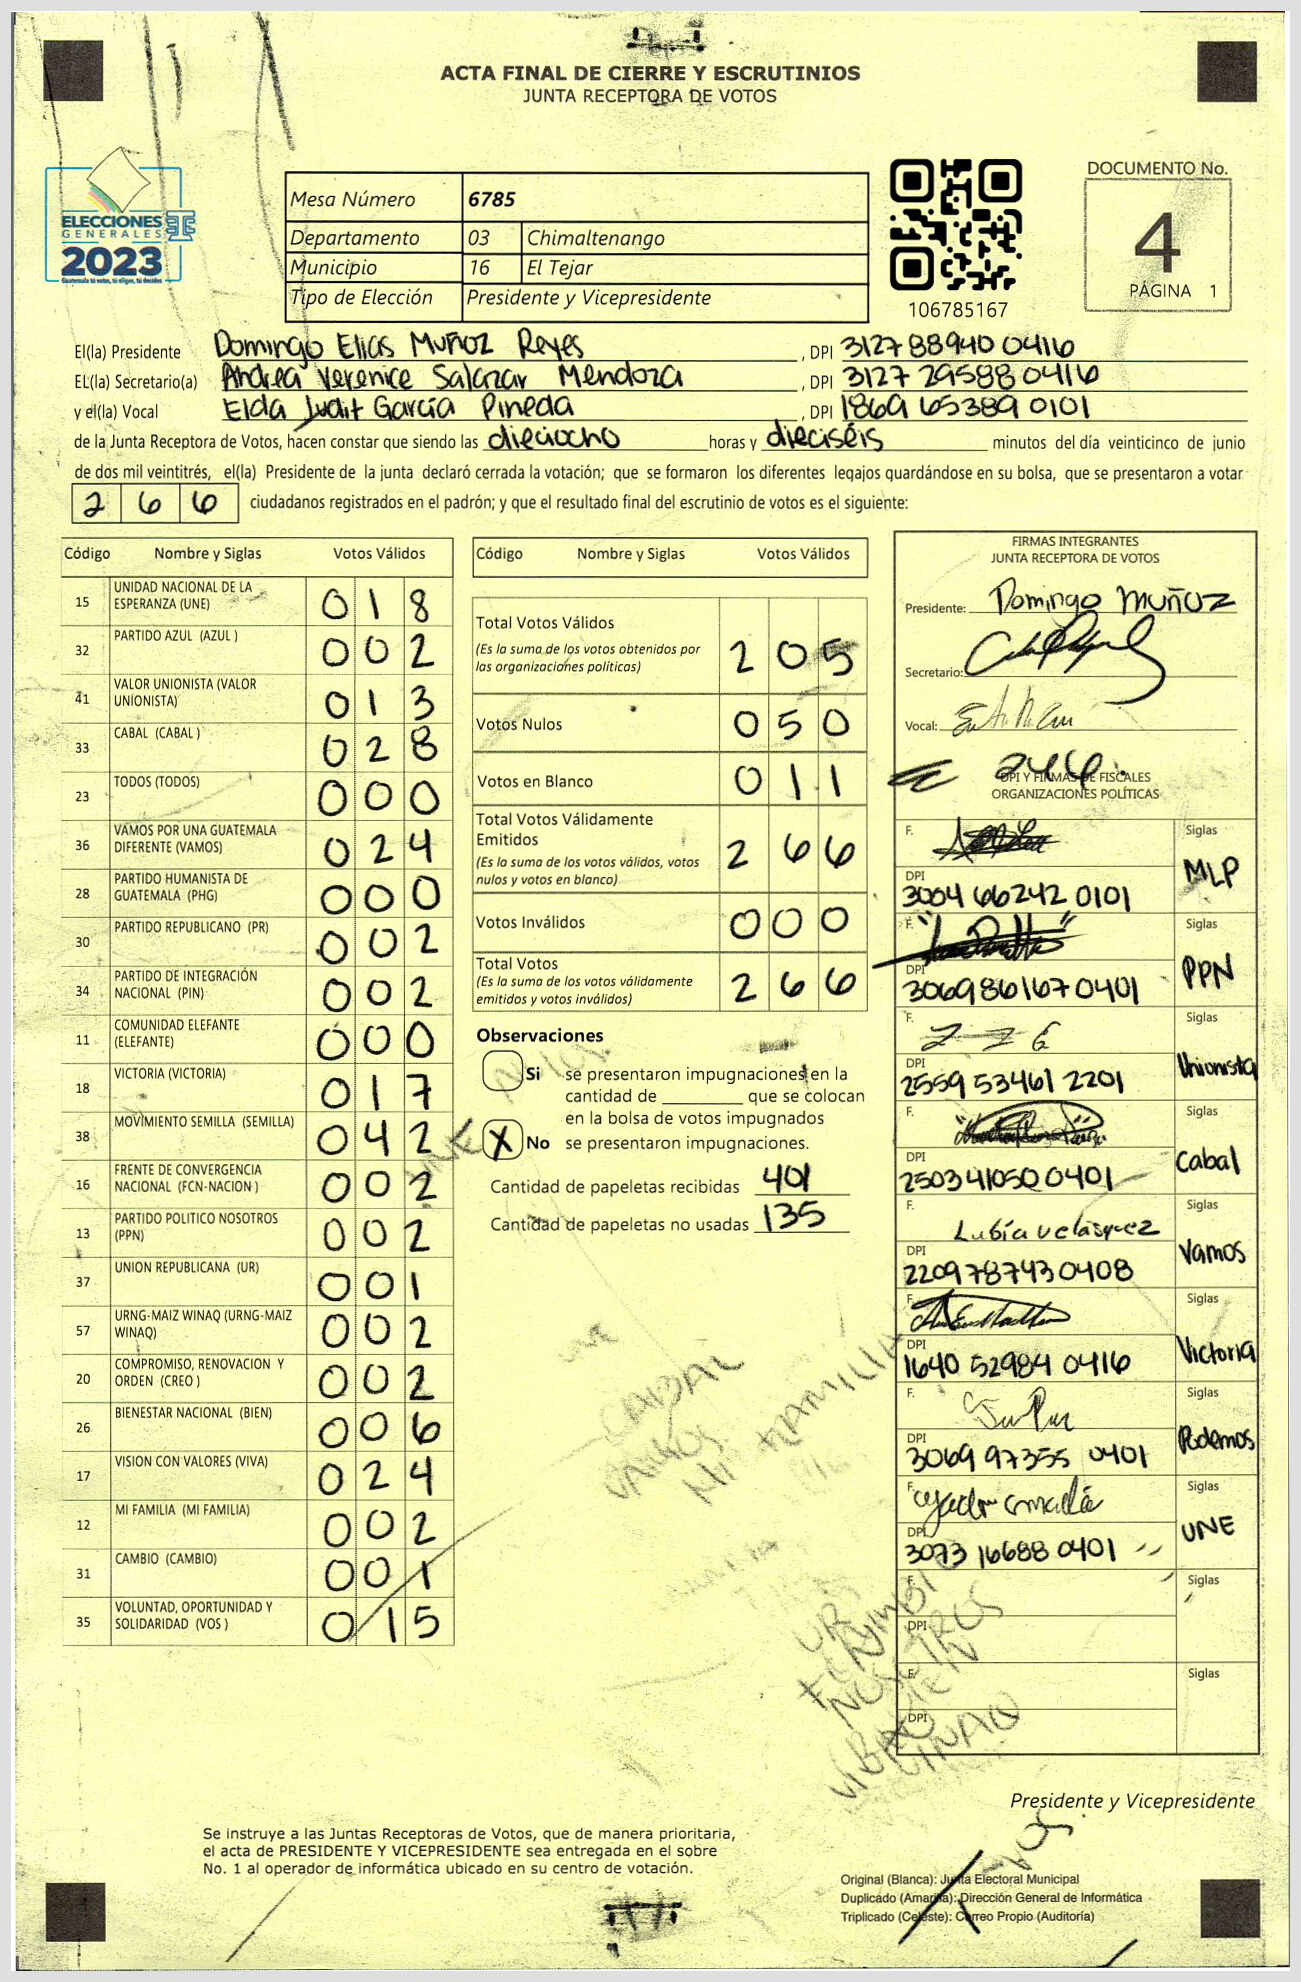 ACTA FINAL DE CIERRE Y ESCRUTINIOS
JUNTA RECEPTORA DE VOTOS
ELECCIONES
GENERALES
2023
Guatemala tú votas, tú eliges, tú decides
Mesa Número 6785
Departamento 03 Chimaltenango
Municipio 16 El Tejar
Tipo de Elección Presidente y Vicepresidente
106785167
DOCUMENTO No.
4
PÁGINA 1
El(la) Presidente Domingo Elias Muñoz Reyes , DPI 3127 88940 0416
EL(la) Secretario(a) Andrea Verenice Salazar Mendoza , DPI 3127 29588 0416
y el(la) Vocal Elda Judit García Pineda , DPI 1869 65389 0101
de la Junta Receptora de Votos, hacen constar que siendo las dieciocho horas y dieciséis minutos del día veinticinco de junio
de dos mil veintitrés, el(la) Presidente de la junta declaró cerrada la votación; que se formaron los diferentes legajos quardándose en su bolsa, que se presentaron a votar
2 6 6 ciudadanos registrados en el padrón; y que el resultado final del escrutinio de votos es el siguiente:
Código Nombre y Siglas Votos Válidos
15 UNIDAD NACIONAL DE LA ESPERANZA (UNE) 0 1 8
32 PARTIDO AZUL (AZUL ) 0 0 2
41 VALOR UNIONISTA (VALOR UNIONISTA) 0 1 3
33 CABAL (CABAL ) 0 2 8
23 TODOS (TODOS) 0 0 0
36 VAMOS POR UNA GUATEMALA DIFERENTE (VAMOS) 0 2 4
28 PARTIDO HUMANISTA DE GUATEMALA (PHG) 0 0 0
30 PARTIDO REPUBLICANO (PR) 0 0 2
34 PARTIDO DE INTEGRACIÓN NACIONAL (PIN) 0 0 2
11 COMUNIDAD ELEFANTE (ELEFANTE) 0 0 0
18 VICTORIA (VICTORIA) 0 1 7
38 MOVIMIENTO SEMILLA (SEMILLA) 0 4 2
16 FRENTE DE CONVERGENCIA NACIONAL (FCN-NACION ) 0 0 2
13 PARTIDO POLITICO NOSOTROS (PPN) 0 0 2
37 UNION REPUBLICANA (UR) 0 0 1
57 URNG-MAIZ WINAQ (URNG-MAIZ WINAQ) 0 0 2
20 COMPROMISO, RENOVACION Y ORDEN (CREO ) 0 0 2
26 BIENESTAR NACIONAL (BIEN) 0 0 6
17 VISION CON VALORES (VIVA) 0 2 4
12 MI FAMILIA (MI FAMILIA) 0 0 2
31 CAMBIO (CAMBIO) 0 0 1
35 VOLUNTAD, OPORTUNIDAD Y SOLIDARIDAD (VOS ) 0 1 5
Código Nombre y Siglas Votos Válidos
Total Votos Válidos
(Es la suma de los votos obtenidos por las organizaciones políticas) 2 0 5
Votos Nulos 0 5 0
Votos en Blanco 0 1 1
Total Votos Válidamente Emitidos
(Es la suma de los votos válidos, votos nulos y votos en blanco) 2 6 6
Votos Inválidos 0 0 0
Total Votos
(Es la suma de los votos válidamente emitidos y votos inválidos) 2 6 6
Observaciones
Si se presentaron impugnaciones en la
cantidad de ________ que se colocan
en la bolsa de votos impugnados
X No se presentaron impugnaciones.
Cantidad de papeletas recibidas 401
Cantidad de papeletas no usadas 135
UNE
CABAL
VAMOS
MI FAMILIA
UR
NOSOTROS
BIEN
WINAQ
VOS
FIRMAS INTEGRANTES
JUNTA RECEPTORA DE VOTOS
Presidente: Domingo Muñoz
Secretario:
Vocal:
DPI Y FIRMAS DE FISCALES
ORGANIZACIONES POLÍTICAS
F. Siglas
DPI 3004 66242 0101 MLP
F. Siglas
DPI 3069 86167 0401 PPN
F. Siglas
DPI 2559 53461 2201 Unionista
F. Siglas
DPI 2503 41050 0401 Cabal
F. Lubía Velásquez Siglas
DPI 2209 78743 0408 Vamos
F. Siglas
DPI 1640 52984 0416 Victoria
F. Siglas
DPI 3069 97355 0401 Podemos
F. Siglas
DPI 3073 16688 0401 UNE
F. Siglas
DPI
F. Siglas
DPI
Presidente y Vicepresidente
Se instruye a las Juntas Receptoras de Votos, que de manera prioritaria,
el acta de PRESIDENTE Y VICEPRESIDENTE sea entregada en el sobre
No. 1 al operador de informática ubicado en su centro de votación.
Original (Blanca): Junta Electoral Municipal
Duplicado (Amarilla): Dirección General de Informática
Triplicado (Celeste): Correo Propio (Auditoría)